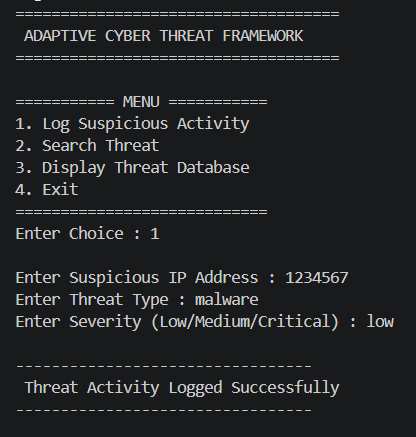 ====================================
ADAPTIVE CYBER THREAT FRAMEWORK
====================================
=========== MENU ===========
1. Log Suspicious Activity
2. Search Threat
3. Display Threat Database
4. Exit
============================
Enter Choice : 1
Enter Suspicious IP Address : 1234567
Enter Threat Type : malware
Enter Severity (Low/Medium/Critical) : low
---------------------------------
Threat Activity Logged Successfully
---------------------------------